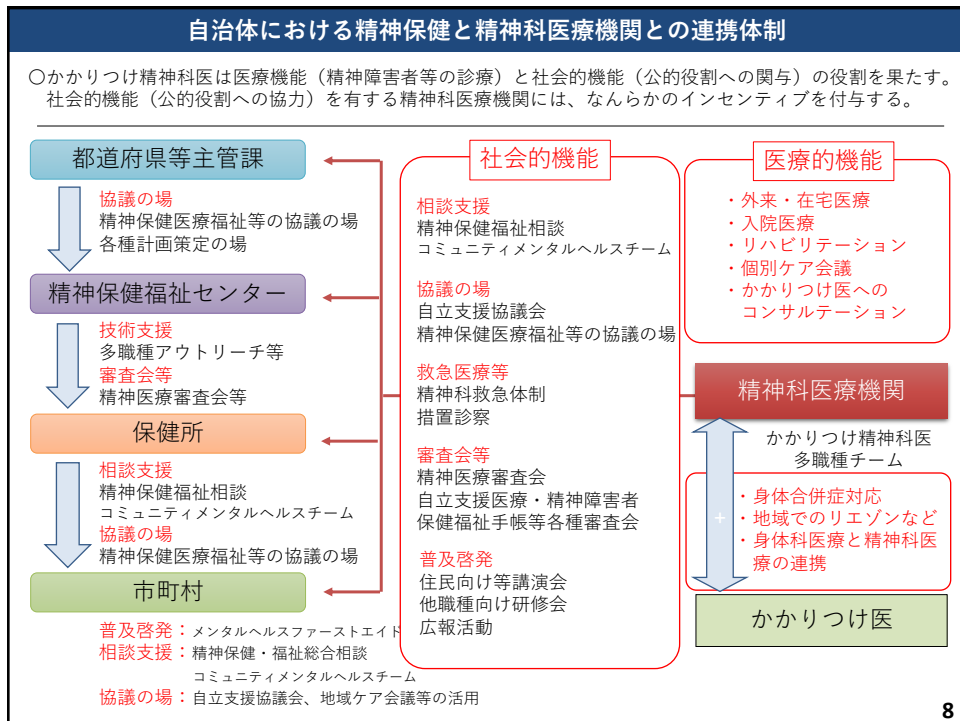 自治体における精神保健と精神科医療機関との連携体制
〇かかりつけ精神科医は医療機能（精神障害者等の診療）と社会的機能（公的役割への関与）の役割を果たす。
社会的機能（公的役割への協力）を有する精神科医療機関には、なんらかのインセンティブを付与する。
都道府県等主管課
協議の場
精神保健医療福祉等の協議の場
各種計画策定の場
精神保健福祉センター
技術支援
多職種アウトリーチ等
審査会等
精神医療審査会等
保健所
相談支援
精神保健福祉相談
コミュニティメンタルヘルスチーム
協議の場
精神保健医療福祉等の協議の場
市町村
普及啓発：メンタルヘルスファーストエイド
相談支援：精神保健・福祉総合相談
コミュニティメンタルヘルスチーム
協議の場：自立支援協議会、地域ケア会議等の活用
社会的機能
相談支援
精神保健福祉相談
コミュニティメンタルヘルスチーム
協議の場
自立支援協議会
精神保健医療福祉等の協議の場
救急医療等
精神科救急体制
措置診察
審査会等
精神医療審査会
自立支援医療・精神障害者
保健福祉手帳等各種審査会
普及啓発
住民向け等講演会
他職種向け研修会
広報活動
医療的機能
・外来・在宅医療
・入院医療
・リハビリテーション
・個別ケア会議
・かかりつけ医への
コンサルテーション
精神科医療機関
かかりつけ精神科医
多職種チーム
+
・身体合併症対応
・地域でのリエゾンなど
・身体科医療と精神科医
療の連携
かかりつけ医
8